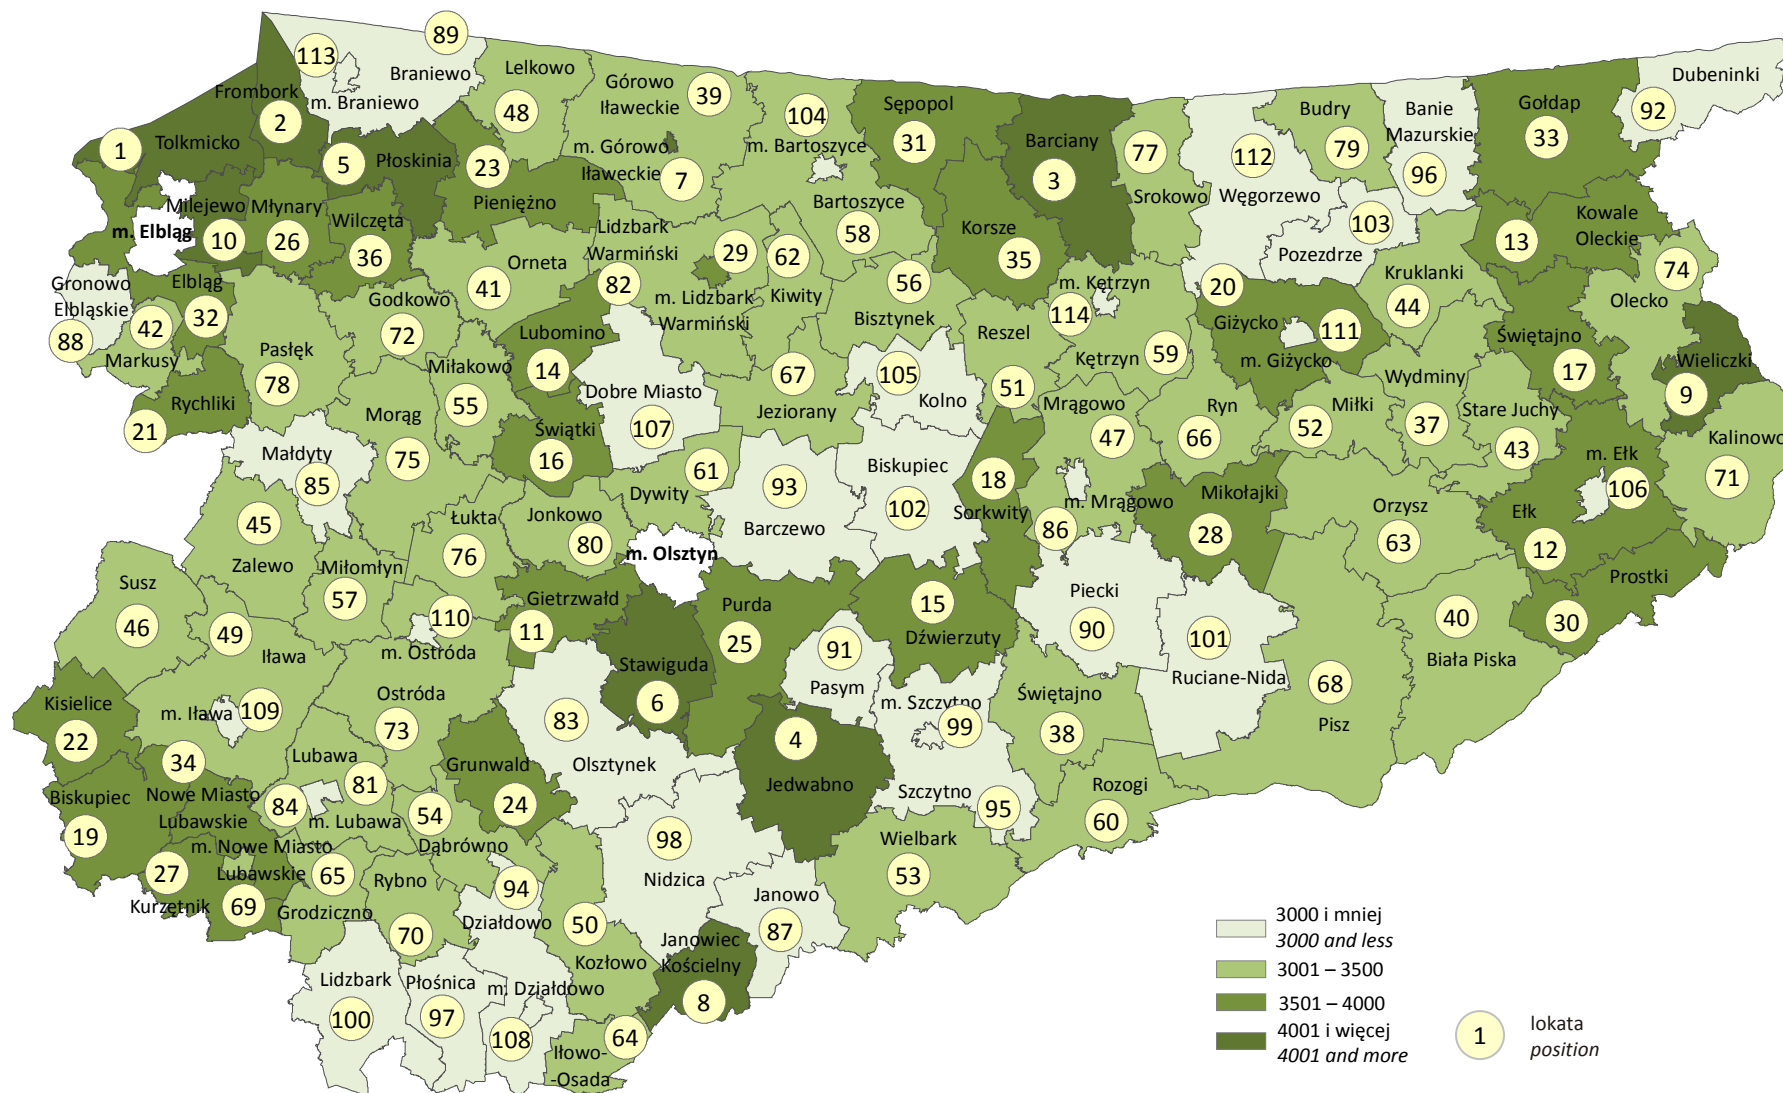 89
113
Braniewo
m. Braniewo
Lelkowo
48
Górowo
Iławeckie
39
m. Górowo
Iławeckie
7
104
m. Bartoszyce
Sępopol
31
Barciany
3
77
Srokowo
112
Węgorzewo
Budry
79
Banie
Mazurskie
96
Gołdap
33
Dubeninki
92
Frombork
2
1
Tolkmicko
5
Płoskinia
23
Pieniężno
Milejewo
10
m. Elbląg
Młynary
26
Wilczęta
36
Lidzbark
Warmiński
82
29
m. Lidzbark
Warmiński
62
Kiwity
Bartoszyce
58
Korsze
35
103
Pozezdrze
13
Kowale
Oleckie
74
Olecko
Gronowo
Elbląskie
88
Elbląg
32
42
Markusy
Orneta
41
Godkowo
72
56
Bisztynek
m. Kętrzyn
114
20
Giżycko
111
m. Giżycko
Kruklanki
44
Świętajno
17
Wieliczki
9
Pasłęk
78
Rychliki
21
Miłakowo
55
Lubomino
14
Dobre Miasto
107
67
Jeziorany
105
Kolno
Reszel
51
Kętrzyn
59
Mrągowo
47
Ryn
66
Miłki
52
Wydminy
37
Stare Juchy
43
Kalinowo
71
Morąg
75
Małdyty
85
Świątki
16
Dywity
61
93
Barczewo
Biskupiec
102
18
Sorkwity
m. Mrągowo
86
Mikołajki
28
Orzysz
63
m. Ełk
106
Ełk
12
45
Zalewo
Łukta
76
Jonkowo
80
m. Olsztyn
Susz
46
Miłomłyn
57
110
m. Ostróda
Gietrzwałd
11
Purda
25
15
Dźwierzuty
Piecki
90
101
Ruciane-Nida
Prostki
30
40
Biała Piska
49
Iława
Stawiguda
6
91
Pasym
Kisielice
22
m. Iława
109
Ostróda
73
83
Olsztynek
4
Jedwabno
m. Szczytno
99
Świętajno
38
68
Pisz
34
Nowe Miasto
Lubawskie
Lubawa
81
84
m. Lubawa
Grunwald
24
54
Dąbrówno
Szczytno
95
Rozogi
60
Biskupiec
19
m. Nowe Miasto
Lubawskie
27
Kurzętnik
69
65
Grodziczno
Rybno
70
94
Działdowo
98
Nidzica
Wielbark
53
Janowo
87
50
Kozłowo
Janowiec
Kościelny
8
Lidzbark
100
Płośnica
97
m. Działdowo
108
64
Iłowo-
-Osada
3000 i mniej
3000 and less
3001 – 3500
3501 – 4000
4001 i więcej
4001 and more
1
lokata
position